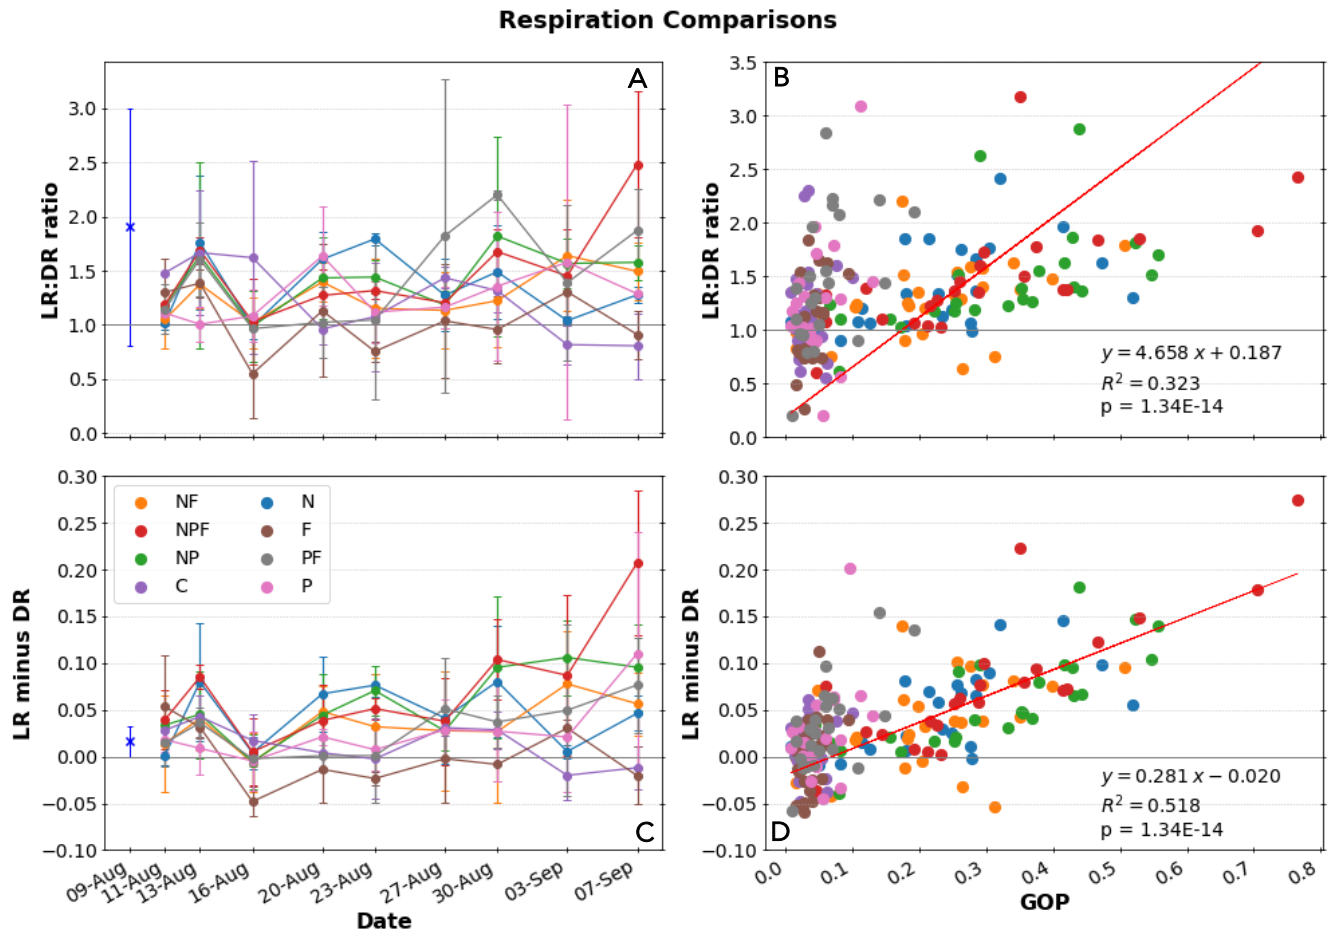 Respiration Comparisons
A
LR:DR ratio
3.0
2.5
2.0
1.5
1.0
0.5
0.0
B
LR:DR ratio
3.5
3.0
2.5
2.0
1.5
1.0
0.5
0.0
y = 4.658 x + 0.187
R² = 0.323
p = 1.34E-14
C
LR minus DR
0.30
0.25
0.20
0.15
0.10
0.05
0.00
−0.05
−0.10
NF
NPF
NP
C
N
F
PF
P
09-Aug
11-Aug
13-Aug
16-Aug
20-Aug
23-Aug
27-Aug
30-Aug
03-Sep
07-Sep
Date
D
LR minus DR
0.30
0.25
0.20
0.15
0.10
0.05
0.00
−0.05
−0.10
y = 0.281 x − 0.020
R² = 0.518
p = 1.34E-14
0.0
0.1
0.2
0.3
0.4
0.5
0.6
0.7
0.8
GOP